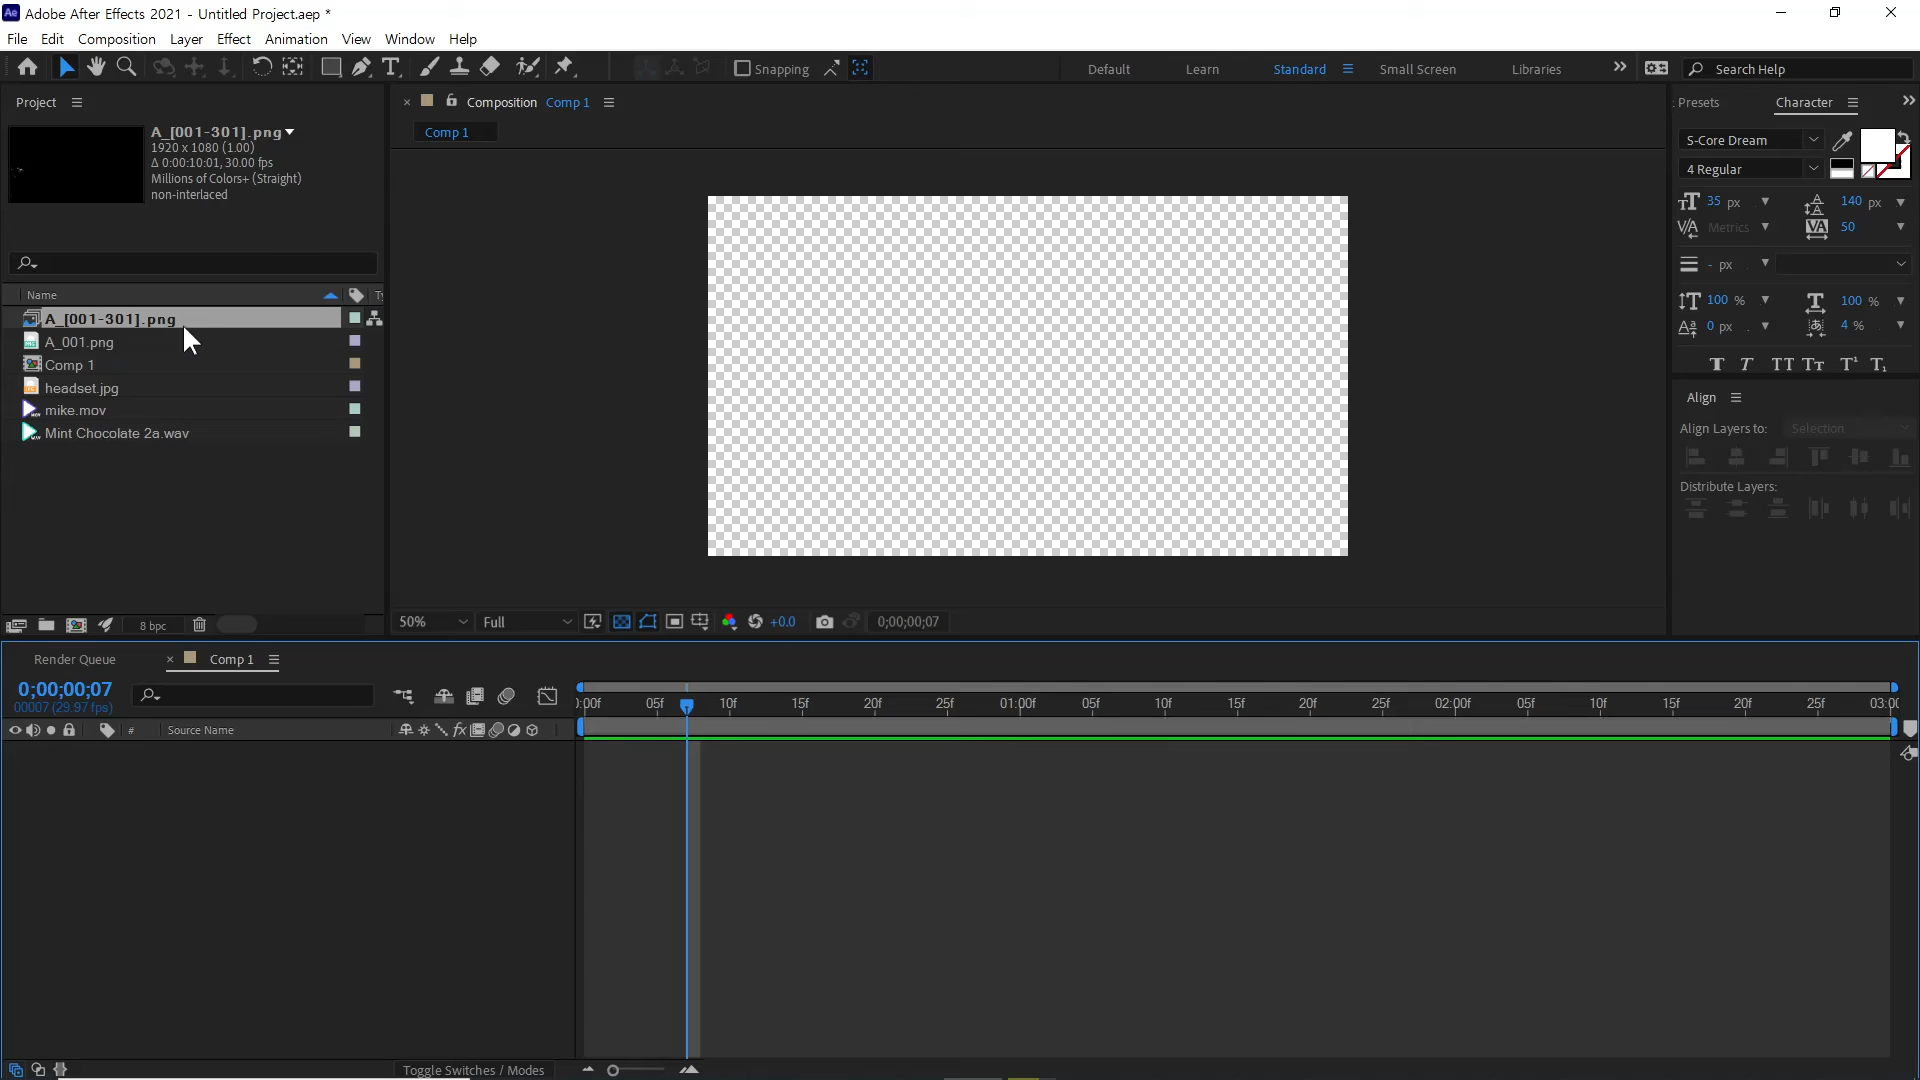 Adobe After Effects 2021 - Untitled Project.aep *
File Edit Composition Layer Effect Animation View Window Help
Snapping Default Learn Standard Small Screen Libraries Search Help
Project
A_[001-301].png
1920 x 1080 (1.00)
Δ 0:00:10:01, 30.00 fps
Millions of Colors+ (Straight)
non-interlaced
Name
A_[001-301].png
A_001.png
Comp 1
headset.jpg
mike.mov
Mint Chocolate 2a.wav
8 bpc
Composition Comp 1
Comp 1
50% Full +0.0 0;00;00;07
Presets Character
S-Core Dream
4 Regular
35 px 140 px
Metrics 50
- px
100 % 100 %
0 px 4 %
Align
Align Layers to: Selection
Distribute Layers:
Render Queue Comp 1
0;00;00;07
00007 (29.97 fps)
# Source Name
):00f 05f 10f 15f 20f 25f 01:00f 05f 10f 15f 20f 25f 02:00f 05f 10f 15f 20f 25f 03:00
Toggle Switches / Modes